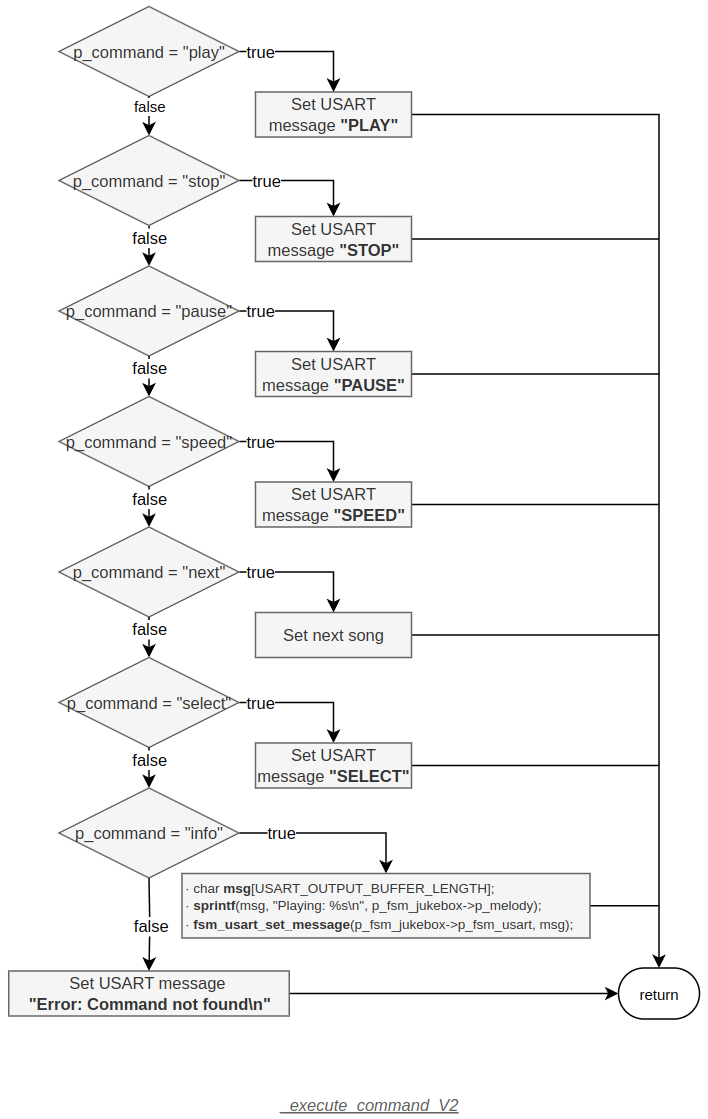 p_command = "play"
true
Set USART
message "PLAY"
false
p_command = "stop"
true
Set USART
message "STOP"
false
p_command = "pause"
true
Set USART
message "PAUSE"
false
p_command = "speed"
true
Set USART
message "SPEED"
false
p_command = "next"
true
Set next song
false
p_command = "select"
true
Set USART
message "SELECT"
false
p_command = "info"
true
· char msg[USART_OUTPUT_BUFFER_LENGTH];
· sprintf(msg, "Playing: %s\n", p_fsm_jukebox->p_melody);
· fsm_usart_set_message(p_fsm_jukebox->p_fsm_usart, msg);
false
Set USART message
"Error: Command not found\n"
return
_execute_command_V2